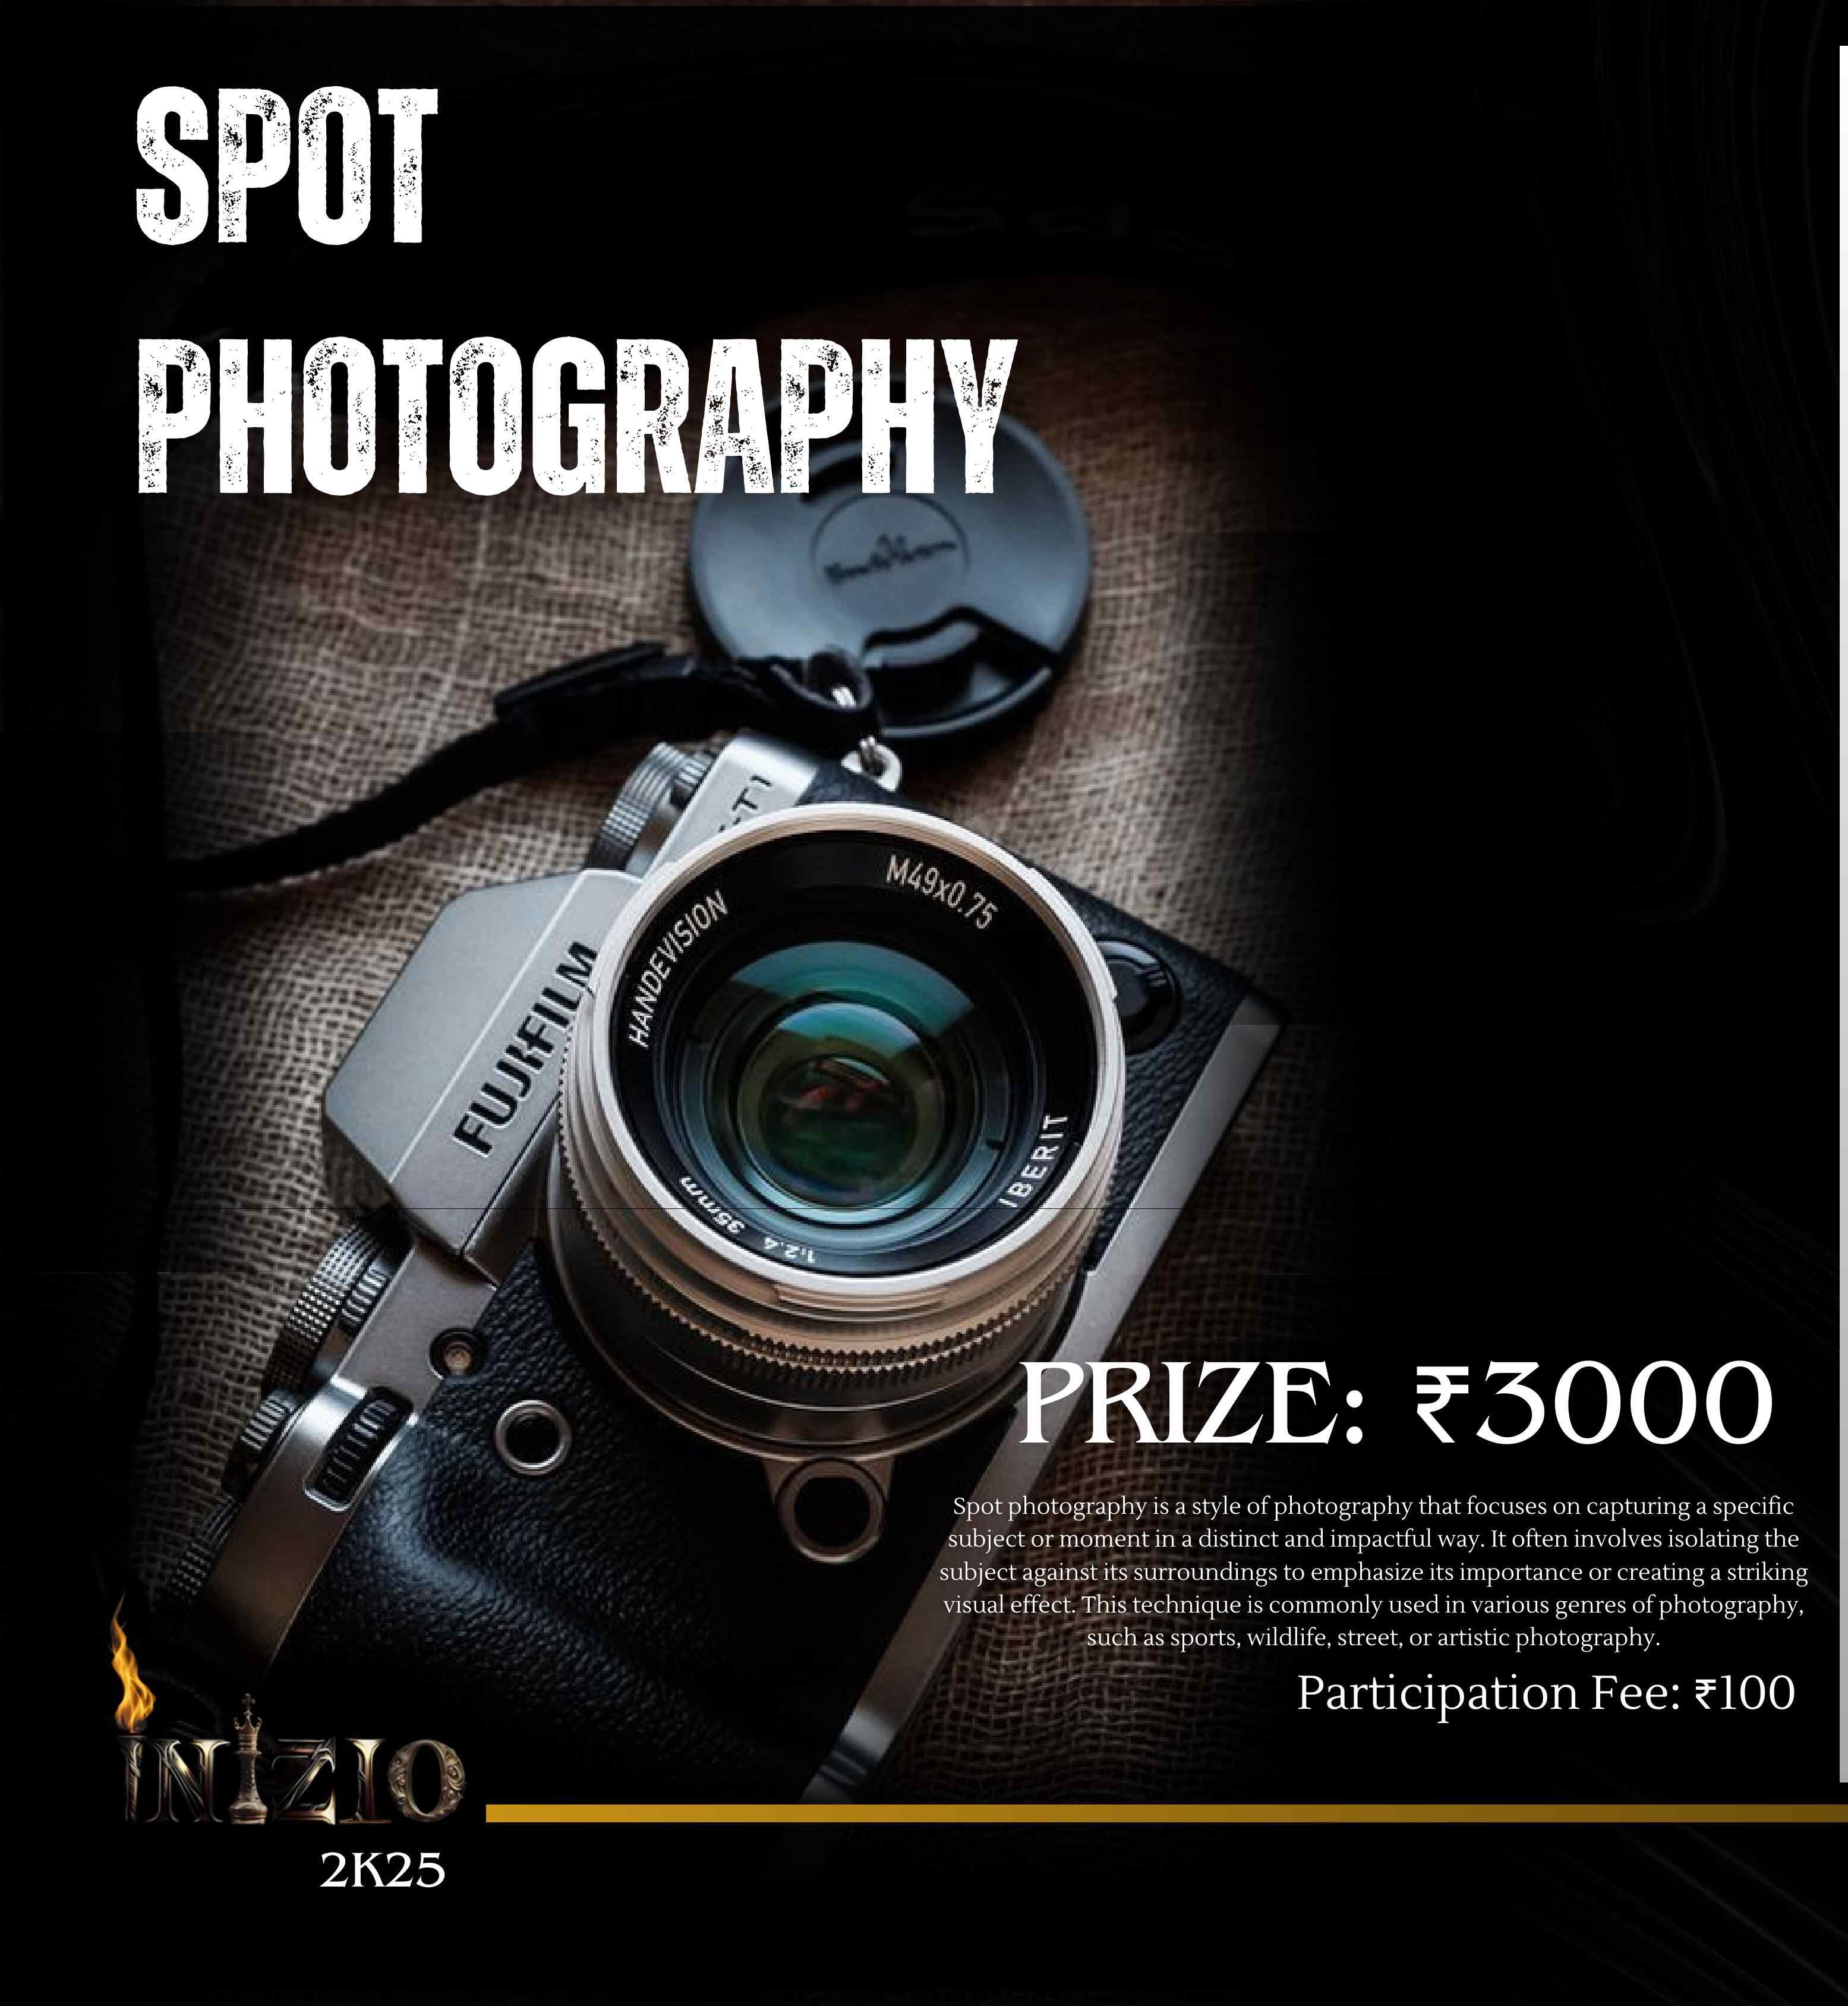 SPOT
PHOTOGRAPHY
T1
M49x0.75
HANDEVISION
FUJIFILM
IBERIT
35mm
1:2.4
PRIZE: ₹3000
Spot photography is a style of photography that focuses on capturing a specific
subject or moment in a distinct and impactful way. It often involves isolating the
subject against its surroundings to emphasize its importance or creating a striking
visual effect. This technique is commonly used in various genres of photography,
such as sports, wildlife, street, or artistic photography.
Participation Fee: ₹100
INIZIO
2K25